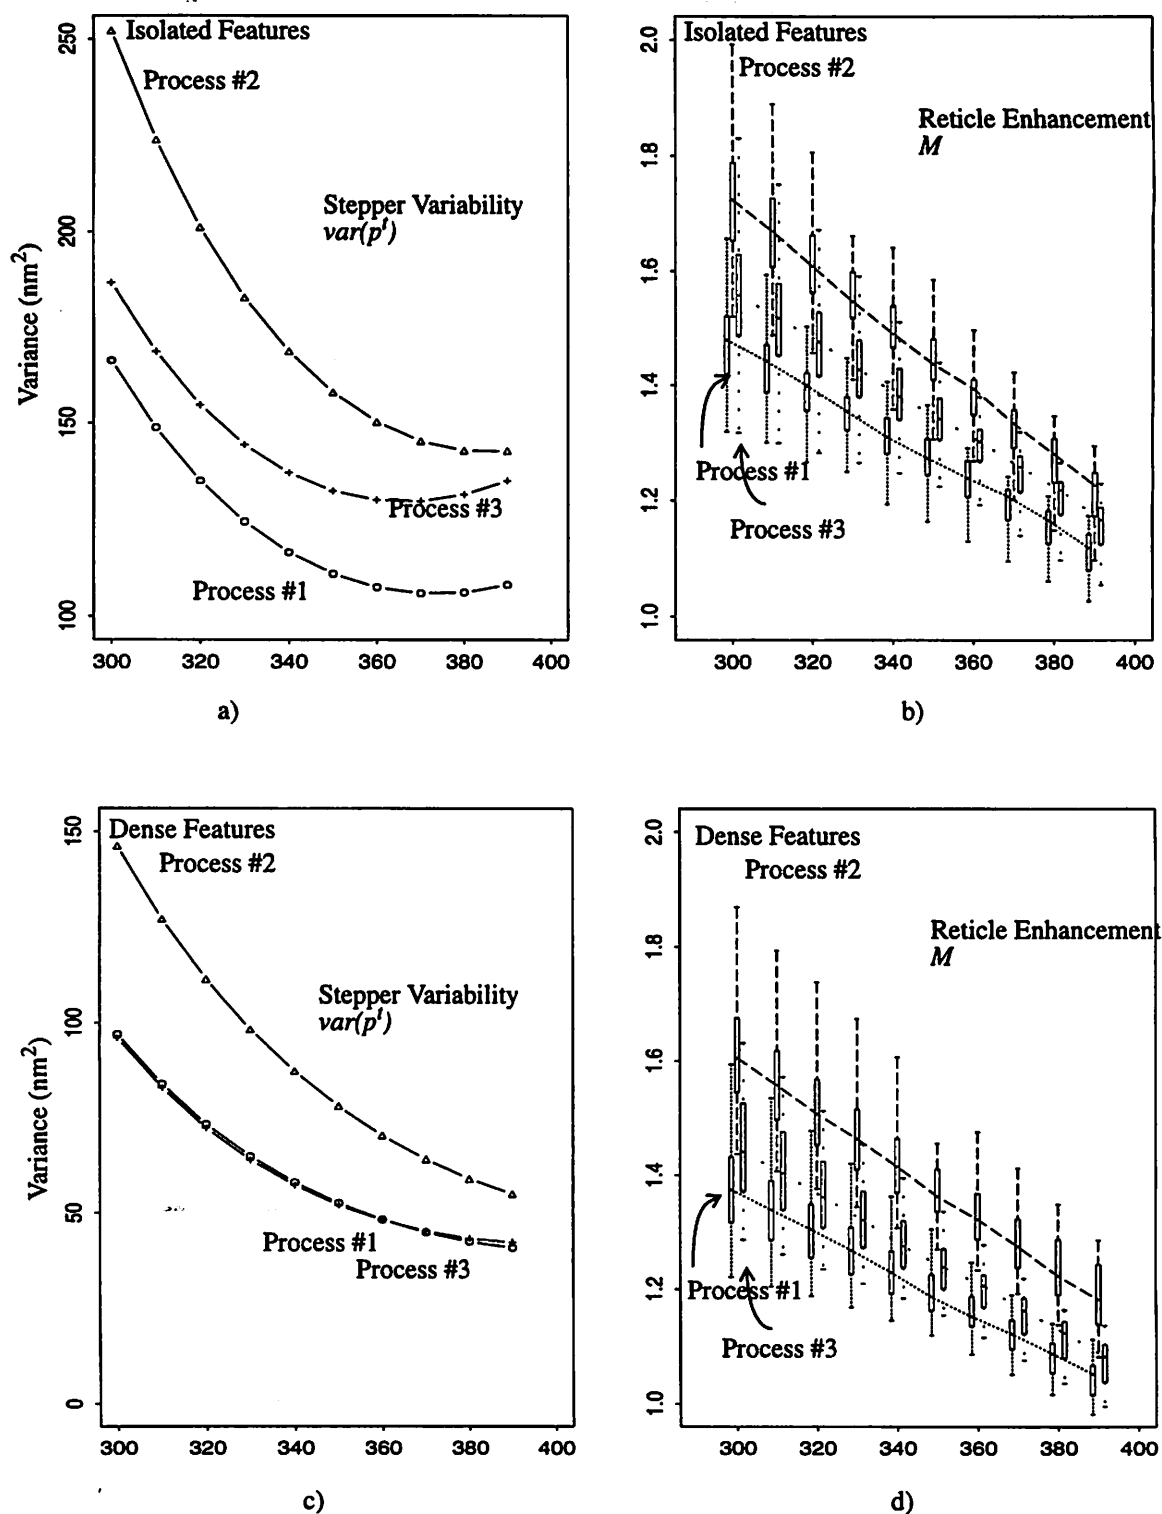 Isolated Features
Process #2
Stepper Variability
var(p^t)
Process #3
Process #1
Variance (nm²)
250
200
150
100
300 320 340 360 380 400
a)
Isolated Features
Process #2
Reticle Enhancement
M
Process #1
Process #3
2.0
1.8
1.6
1.4
1.2
1.0
300 320 340 360 380 400
b)
Dense Features
Process #2
Stepper Variability
var(p^t)
Process #1
Process #3
Variance (nm²)
150
100
50
0
300 320 340 360 380 400
c)
Dense Features
Process #2
Reticle Enhancement
M
Process #1
Process #3
2.0
1.8
1.6
1.4
1.2
1.0
300 320 340 360 380 400
d)